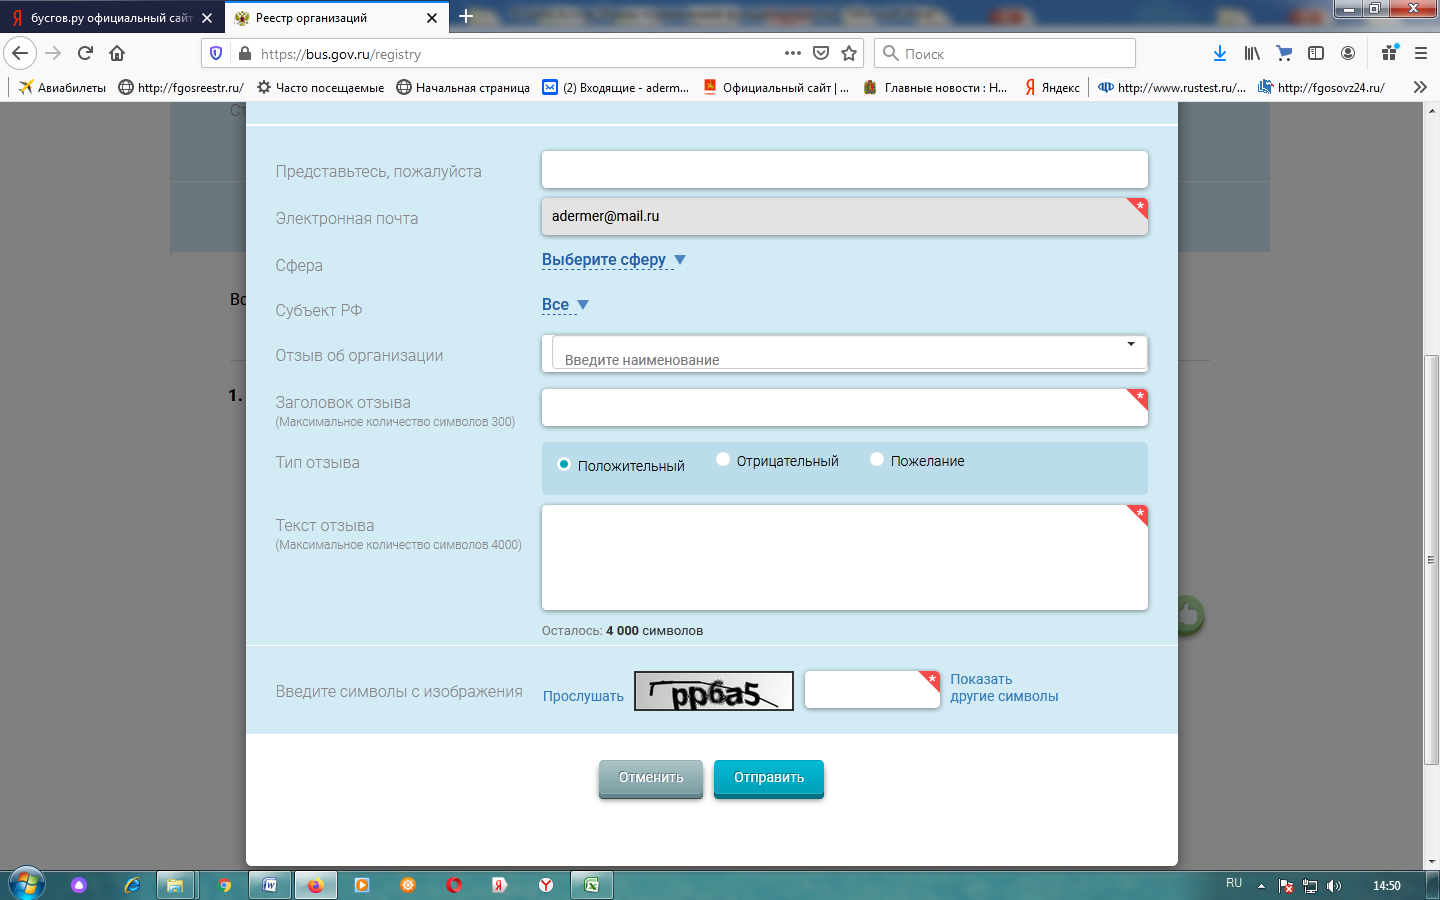 бусгов.ру официальный сайт
Реестр организаций
https://bus.gov.ru/registry
Поиск
Авиабилеты
http://fgosreestr.ru/
Часто посещаемые
Начальная страница
(2) Входящие - aderm...
Официальный сайт | ...
Главные новости : Н...
Яндекс
http://www.rustest.ru/...
http://fgosovz24.ru/
Ст
Представьтесь, пожалуйста
Электронная почта
adermer@mail.ru
*
Сфера
Выберите сферу
Субъект РФ
Все
Вс
Отзыв об организации
Введите наименование
1.
Заголовок отзыва
*
(Максимальное количество символов 300)
Тип отзыва
Положительный
Отрицательный
Пожелание
Текст отзыва
*
(Максимальное количество символов 4000)
Осталось: 4 000 символов
Введите символы с изображения
Прослушать
pp6a5
*
Показать
другие символы
Отменить
Отправить
RU
14:50